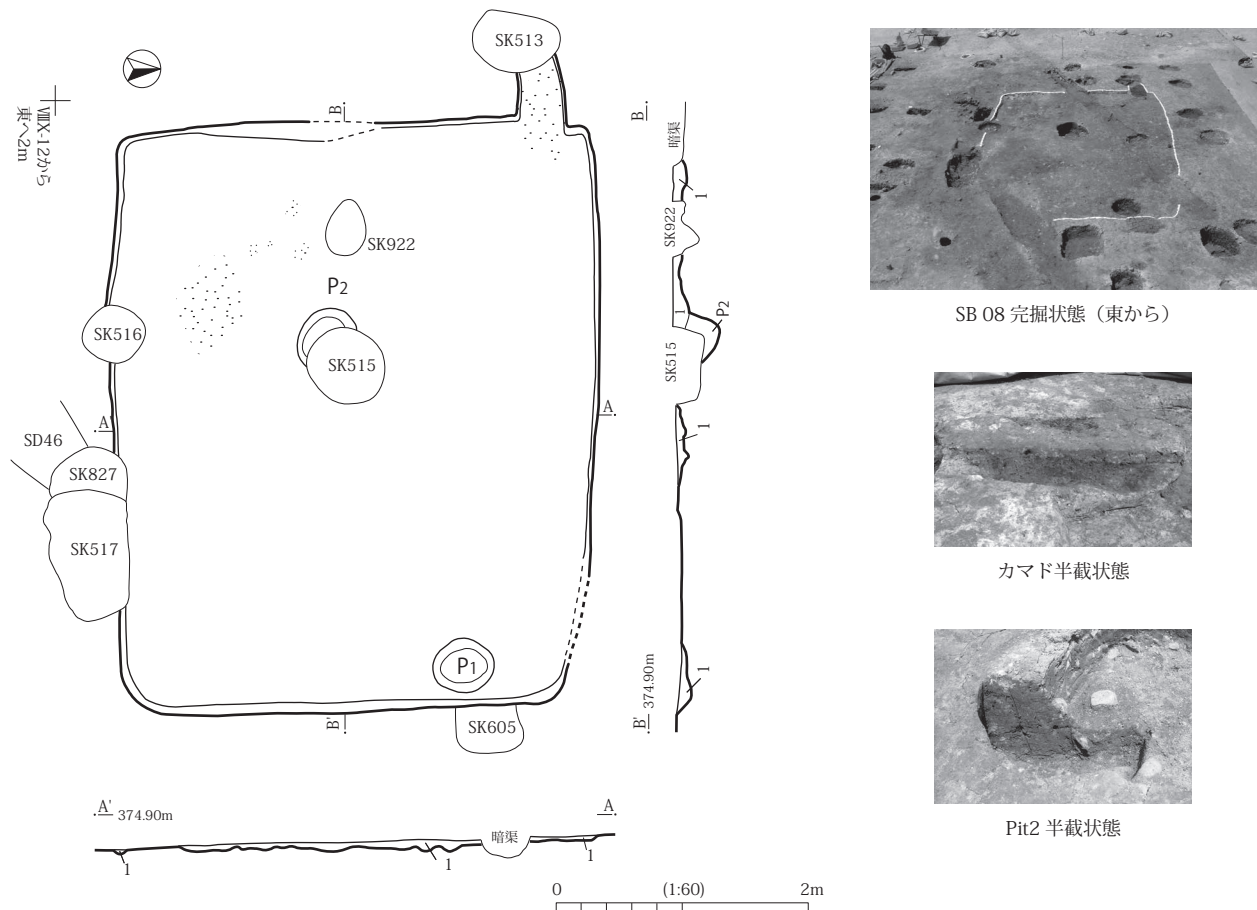 SK513
ⅧX-12から
東へ2m
B
SK922
P2
SK516
SK515
A
A'
SD46
SK827
SK517
P1
B'
SK605
B
暗渠
1
SK922
1
P2
SK515
1
1
B'
374.90m
A'
374.90m
A
暗渠
1
1
1
0
(1:60)
2m
SB 08 完掘状態（東から）
カマド半截状態
Pit2 半截状態